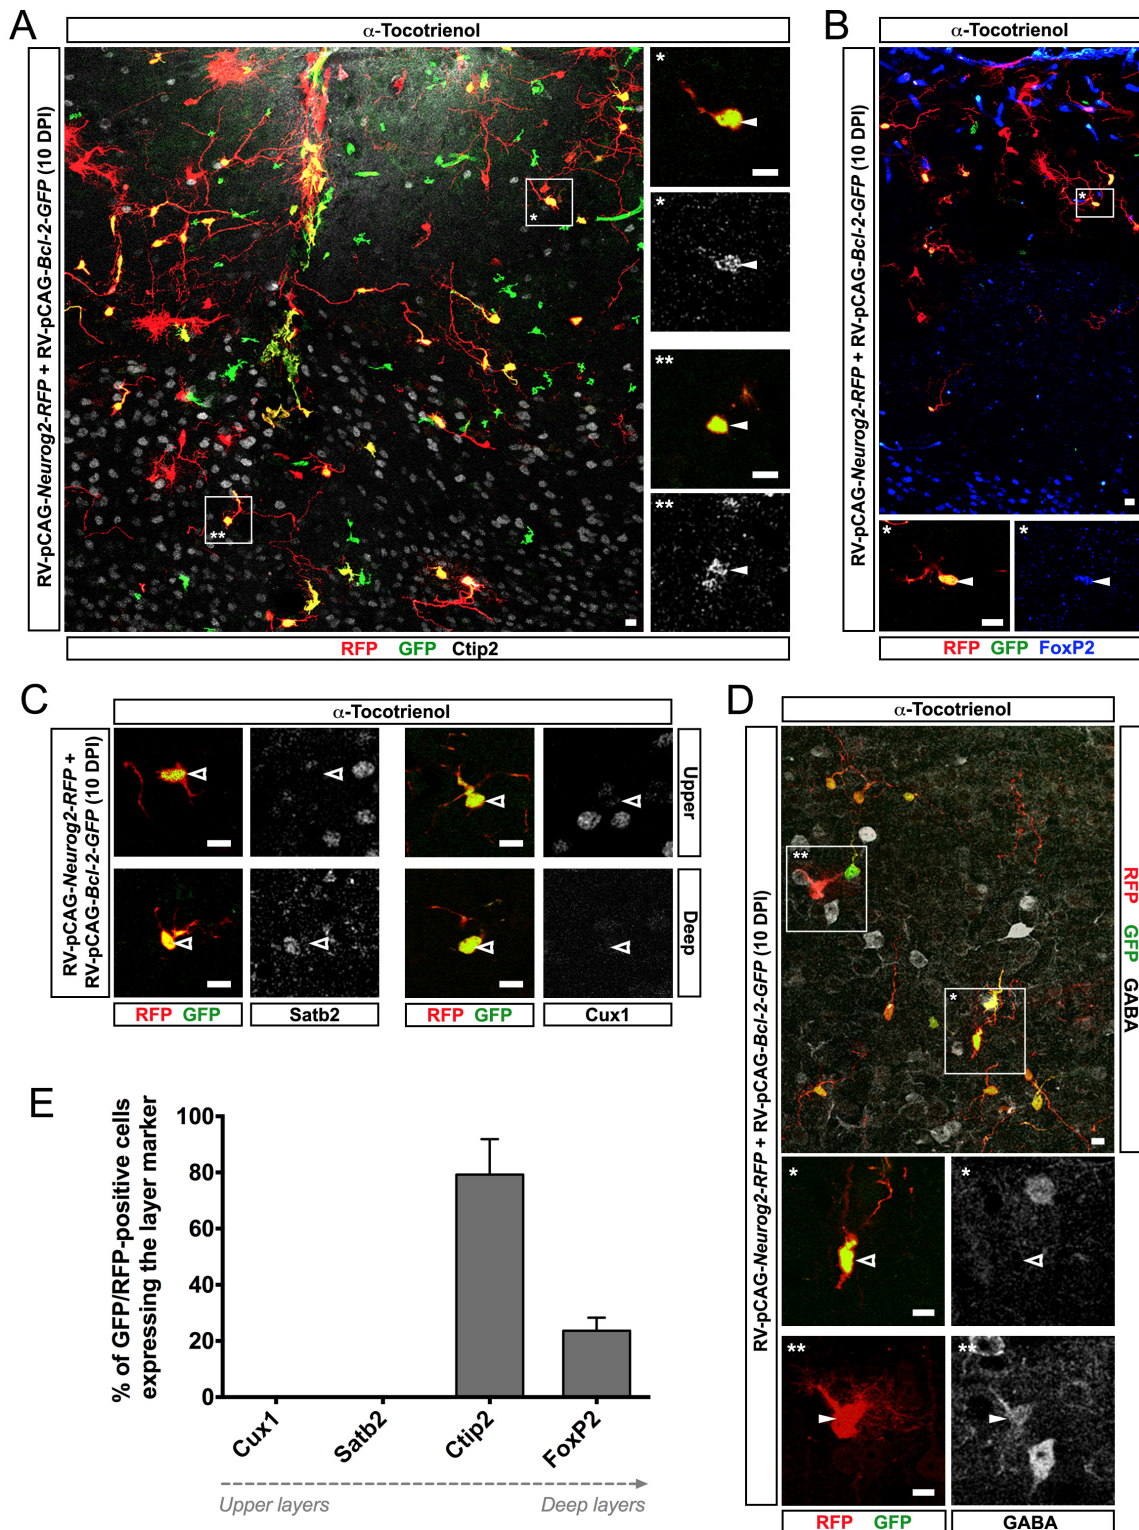 A
α-Tocotrienol
RV-pCAG-Neurog2-RFP + RV-pCAG-Bcl-2-GFP (10 DPI)
*
**
*
*
**
**
RFP GFP Ctip2
B
α-Tocotrienol
RV-pCAG-Neurog2-RFP + RV-pCAG-Bcl-2-GFP (10 DPI)
*
*
*
RFP GFP FoxP2
C
α-Tocotrienol
RV-pCAG-Neurog2-RFP +
RV-pCAG-Bcl-2-GFP (10 DPI)
Upper
Deep
RFP GFP
Satb2
RFP GFP
Cux1
D
α-Tocotrienol
RV-pCAG-Neurog2-RFP + RV-pCAG-Bcl-2-GFP (10 DPI)
**
*
RFP GFP GABA
*
*
**
**
RFP GFP
GABA
E
% of GFP/RFP-positive cells
expressing the layer marker
100
80
60
40
20
0
Cux1
Satb2
Ctip2
FoxP2
Upper layers
Deep layers